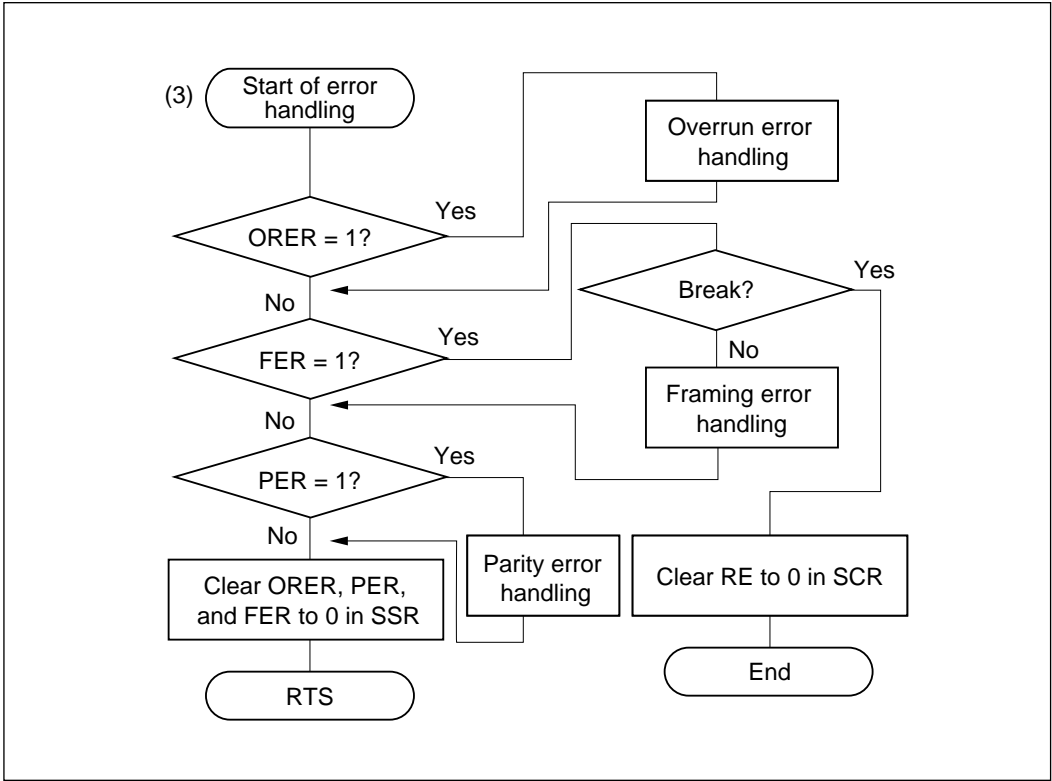 (3)
Start of error
handling
Yes
Overrun error
handling
ORER = 1?
No
Yes
Break?
Yes
FER = 1?
No
Framing error
handling
No
Yes
PER = 1?
No
Clear ORER, PER,
and FER to 0 in SSR
Parity error
handling
Clear RE to 0 in SCR
RTS
End